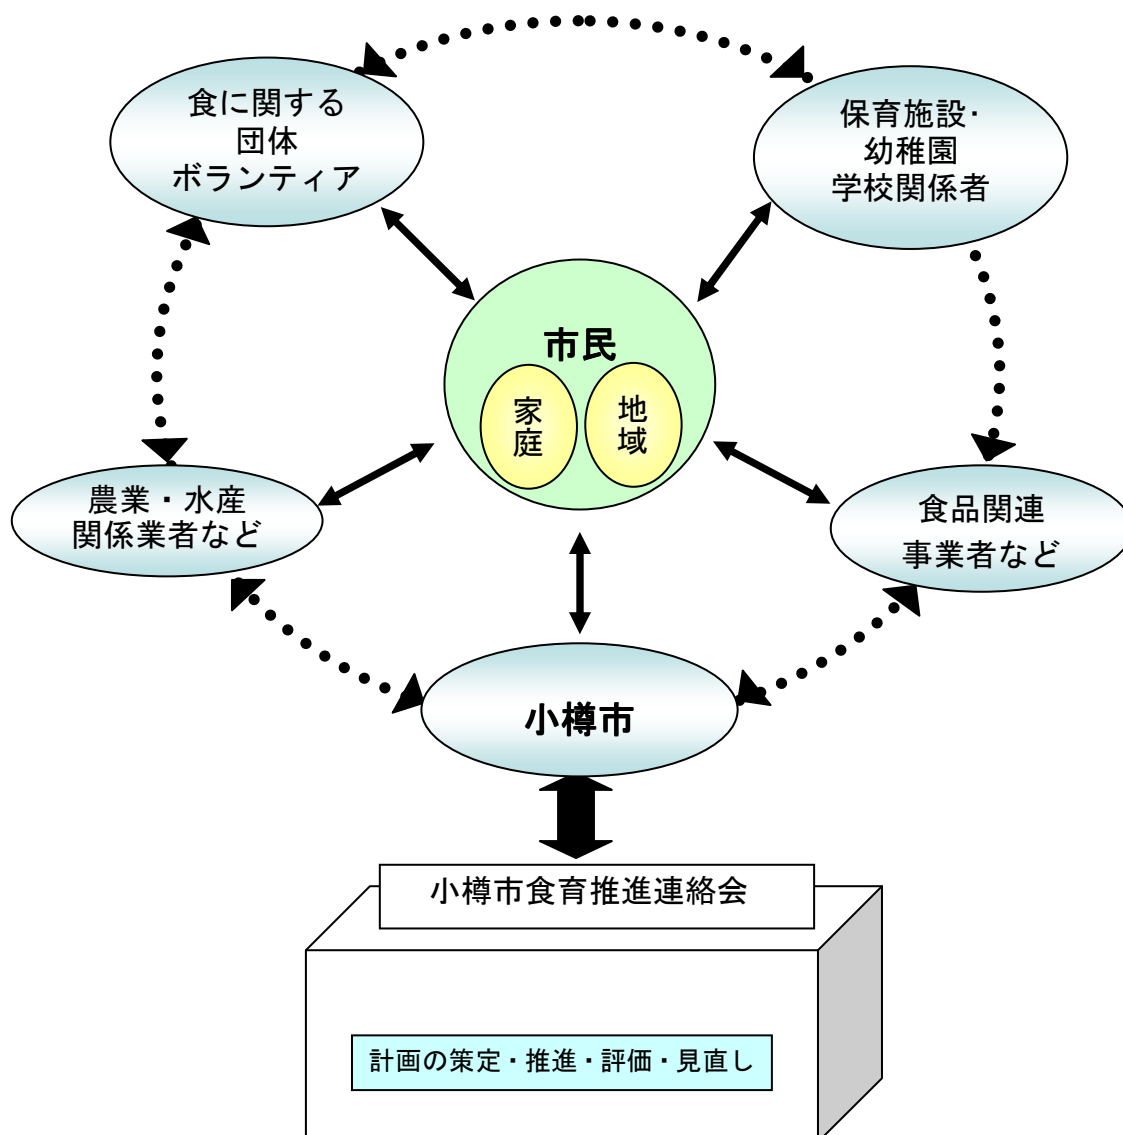 食に関する
団体
ボランティア
保育施設･
幼稚園
学校関係者
市民
家庭
地域
農業・水産
関係業者など
食品関連
事業者など
小樽市
小樽市食育推進連絡会
計画の策定・推進・評価・見直し